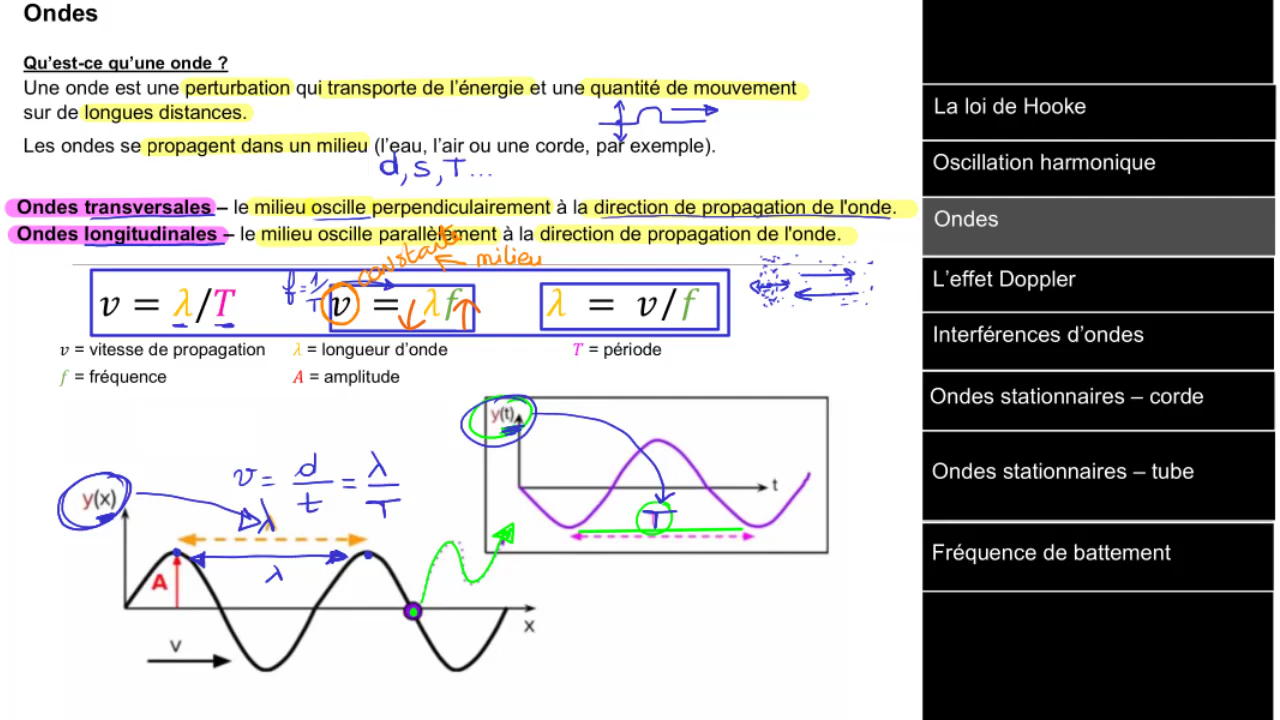 Ondes
Qu'est-ce qu'une onde ?
Une onde est une perturbation qui transporte de l'énergie et une quantité de mouvement
sur de longues distances.
Les ondes se propagent dans un milieu (l'eau, l'air ou une corde, par exemple).
d, s, T...
Ondes transversales – le milieu oscille perpendiculairement à la direction de propagation de l'onde.
Ondes longitudinales – le milieu oscille parallèlement à la direction de propagation de l'onde.
constante milieu
v = λ/T
f = 1/T
v = λf
λ = v/f
v = vitesse de propagation
λ = longueur d'onde
T = période
f = fréquence
A = amplitude
y(t)
t
T
v = d/t = λ/T
y(x)
λ
λ
A
x
v
La loi de Hooke
Oscillation harmonique
Ondes
L'effet Doppler
Interférences d'ondes
Ondes stationnaires – corde
Ondes stationnaires – tube
Fréquence de battement